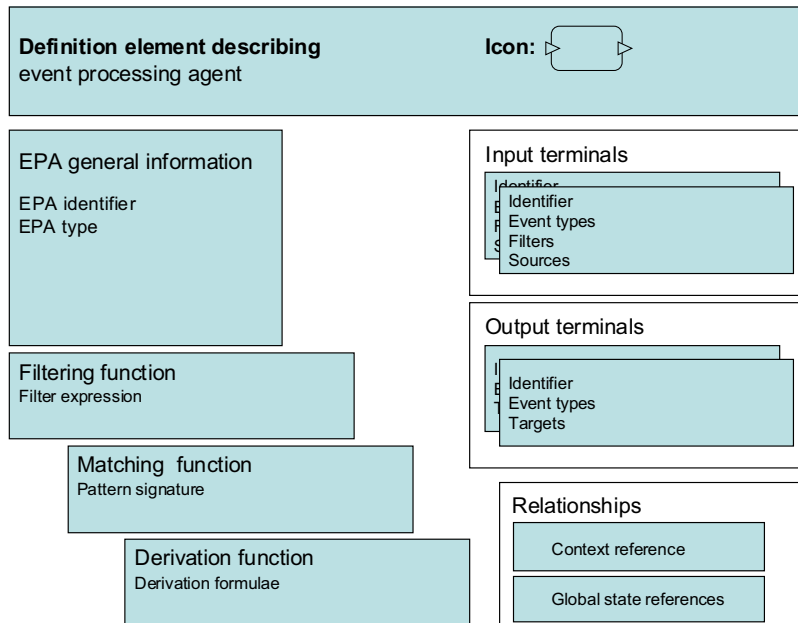 Definition element describing
event processing agent
Icon:
EPA general information
EPA identifier
EPA type
Filtering function
Filter expression
Matching function
Pattern signature
Derivation function
Derivation formulae
Input terminals
Identifier
Identifier
Event types
Filters
Sources
Output terminals
Identifier
Event types
Targets
Relationships
Context reference
Global state references